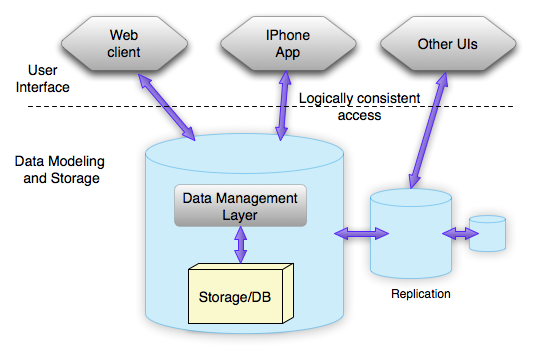 Web
client
IPhone
App
Other UIs
User
Interface
Logically consistent
access
Data Modeling
and Storage
Data Management
Layer
Storage/DB
Replication